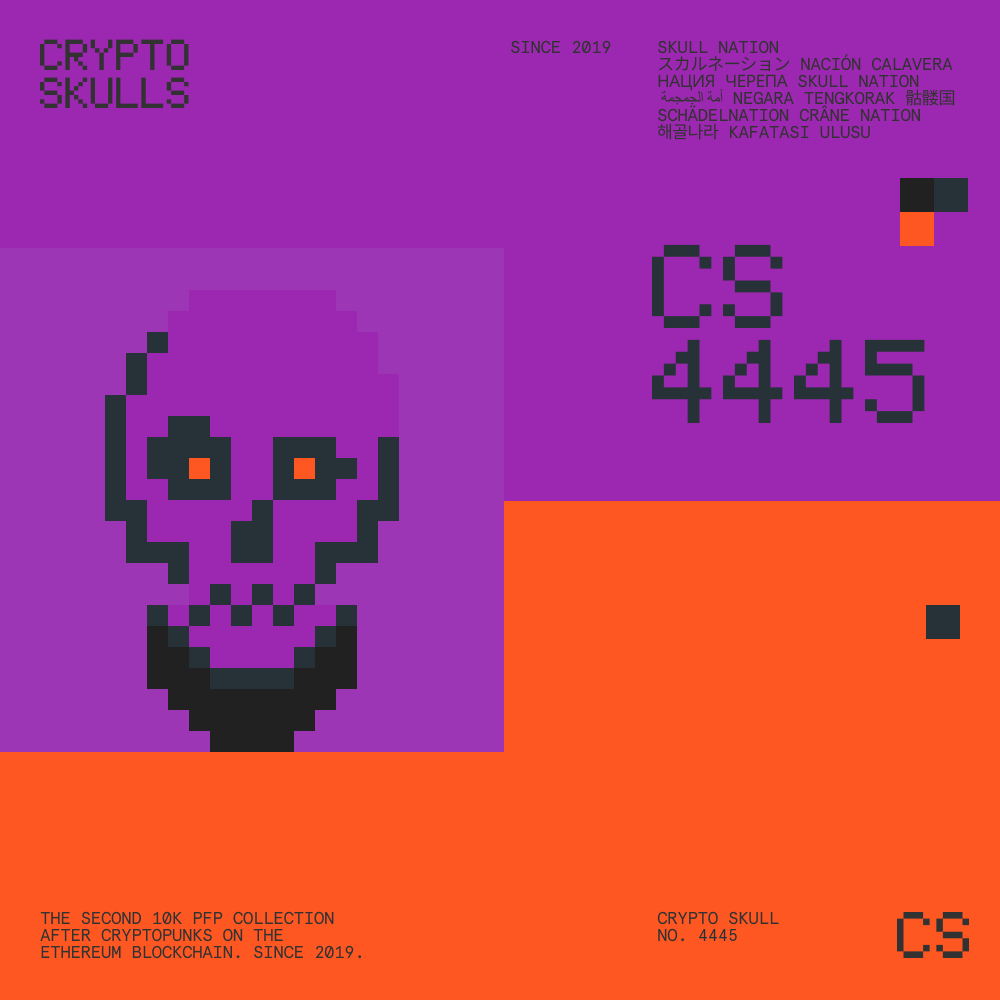 CRYPTO
SKULLS
SINCE 2019
SKULL NATION
スカルネーション NACIÓN CALAVERA
НАЦИЯ ЧЕРЕПА SKULL NATION
أمة الجمجمة NEGARA TENGKORAK 骷髅国
SCHÄDELNATION CRÂNE NATION
해골나라 KAFATASI ULUSU
CS
4445
THE SECOND 10K PFP COLLECTION
AFTER CRYPTOPUNKS ON THE
ETHEREUM BLOCKCHAIN. SINCE 2019.
CRYPTO SKULL
NO. 4445
CS